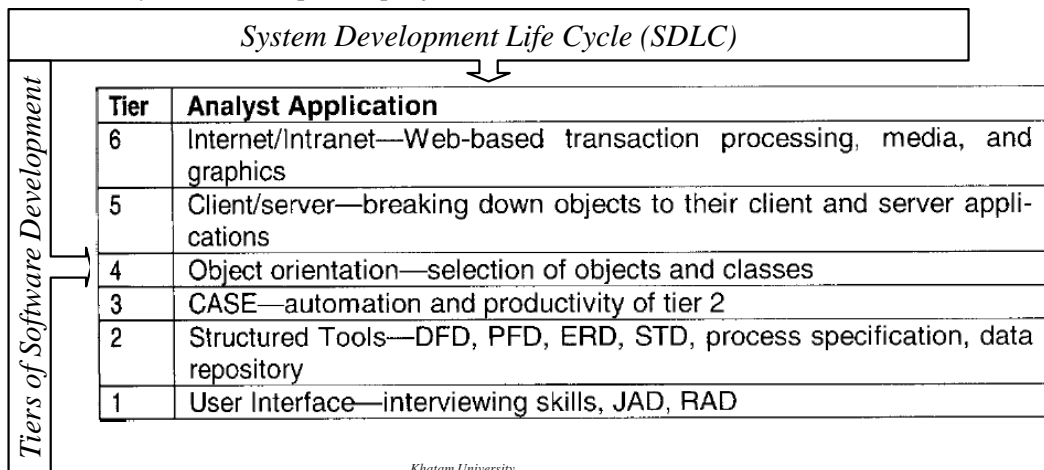 System Development Life Cycle (SDLC)
Tiers of Software Development
Tier Analyst Application
6 Internet/Intranet—Web-based transaction processing, media, and
graphics
5 Client/server—breaking down objects to their client and server appli-
cations
4 Object orientation—selection of objects and classes
3 CASE—automation and productivity of tier 2
2 Structured Tools—DFD, PFD, ERD, STD, process specification, data
repository
1 User Interface—interviewing skills, JAD, RAD
Khatam University